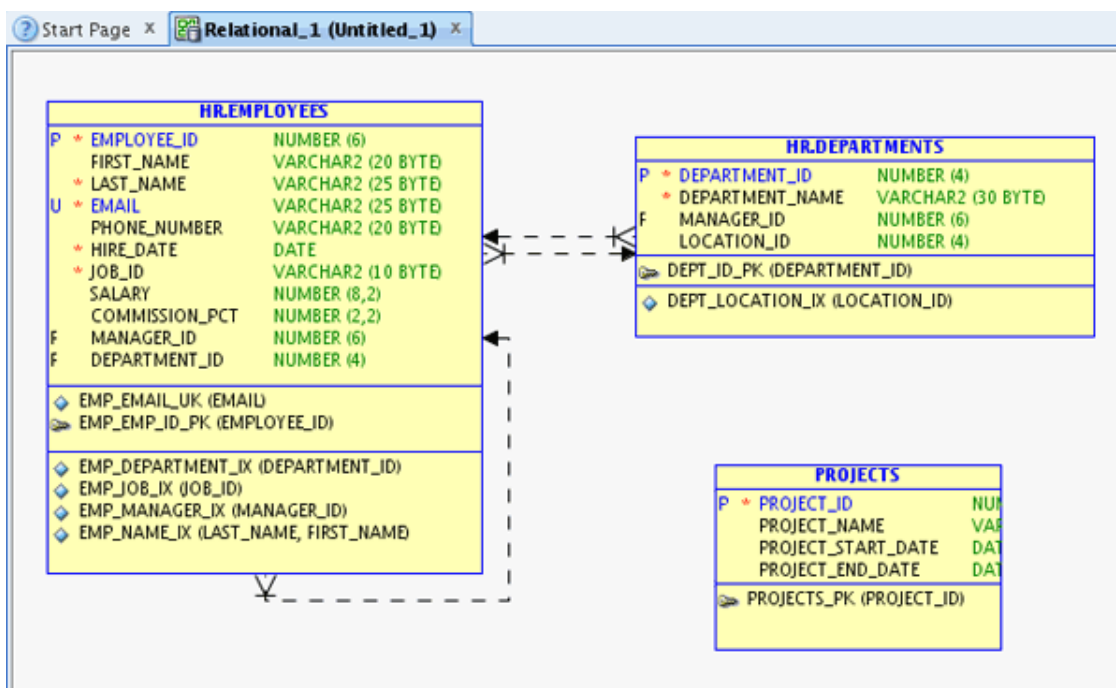 Start Page x Relational_1 (Untitled_1) x
HR.EMPLOYEES
P * EMPLOYEE_ID NUMBER (6)
FIRST_NAME VARCHAR2 (20 BYTE)
* LAST_NAME VARCHAR2 (25 BYTE)
U * EMAIL VARCHAR2 (25 BYTE)
PHONE_NUMBER VARCHAR2 (20 BYTE)
* HIRE_DATE DATE
* JOB_ID VARCHAR2 (10 BYTE)
SALARY NUMBER (8,2)
COMMISSION_PCT NUMBER (2,2)
F MANAGER_ID NUMBER (6)
F DEPARTMENT_ID NUMBER (4)
EMP_EMAIL_UK (EMAIL)
EMP_EMP_ID_PK (EMPLOYEE_ID)
EMP_DEPARTMENT_IX (DEPARTMENT_ID)
EMP_JOB_IX (JOB_ID)
EMP_MANAGER_IX (MANAGER_ID)
EMP_NAME_IX (LAST_NAME, FIRST_NAME)
HR.DEPARTMENTS
P * DEPARTMENT_ID NUMBER (4)
* DEPARTMENT_NAME VARCHAR2 (30 BYTE)
F MANAGER_ID NUMBER (6)
LOCATION_ID NUMBER (4)
DEPT_ID_PK (DEPARTMENT_ID)
DEPT_LOCATION_IX (LOCATION_ID)
PROJECTS
P * PROJECT_ID NUM
PROJECT_NAME VAR
PROJECT_START_DATE DAT
PROJECT_END_DATE DAT
PROJECTS_PK (PROJECT_ID)